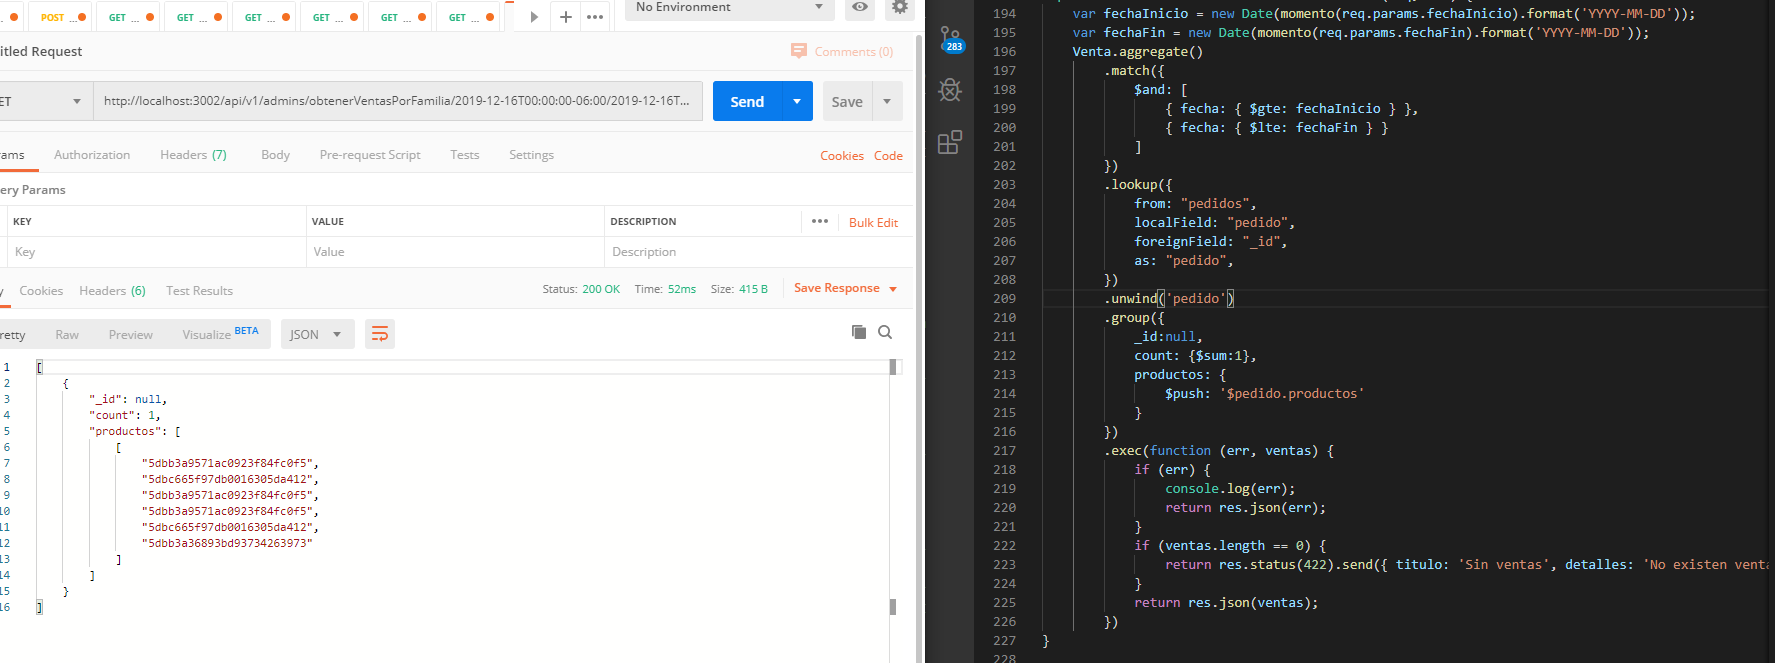 POST ...
GET ...
GET ...
GET ...
GET ...
GET ...
GET ...
No Environment
itled Request
Comments (0)
ET
http://localhost:3002/api/v1/admins/obtenerVentasPorFamilia/2019-12-16T00:00:00-06:00/2019-12-16T...
Send
Save
ams
Authorization
Headers (7)
Body
Pre-request Script
Tests
Settings
Cookies
Code
ery Params
KEY
VALUE
DESCRIPTION
Bulk Edit
Key
Value
Description
y
Cookies
Headers (6)
Test Results
Status: 200 OK
Time: 52ms
Size: 415 B
Save Response
retty
Raw
Preview
Visualize BETA
JSON
1 [
2 {
3 "_id": null,
4 "count": 1,
5 "productos": [
6 [
7 "5dbb3a9571ac0923f84fc0f5",
8 "5dbc665f97db0016305da412",
9 "5dbb3a9571ac0923f84fc0f5",
10 "5dbb3a9571ac0923f84fc0f5",
11 "5dbc665f97db0016305da412",
12 "5dbb3a36893bd93734263973"
13 ]
14 ]
15 }
16 ]
283
194 var fechaInicio = new Date(momento(req.params.fechaInicio).format('YYYY-MM-DD'));
195 var fechaFin = new Date(momento(req.params.fechaFin).format('YYYY-MM-DD'));
196 Venta.aggregate()
197 .match({
198 $and: [
199 { fecha: { $gte: fechaInicio } },
200 { fecha: { $lte: fechaFin } }
201 ]
202 })
203 .lookup({
204 from: "pedidos",
205 localField: "pedido",
206 foreignField: "_id",
207 as: "pedido",
208 })
209 .unwind('pedido')
210 .group({
211 _id:null,
212 count: {$sum:1},
213 productos: {
214 $push: '$pedido.productos'
215 }
216 })
217 .exec(function (err, ventas) {
218 if (err) {
219 console.log(err);
220 return res.json(err);
221 }
222 if (ventas.length == 0) {
223 return res.status(422).send({ titulo: 'Sin ventas', detalles: 'No existen venta
224 }
225 return res.json(ventas);
226 })
227 }
228